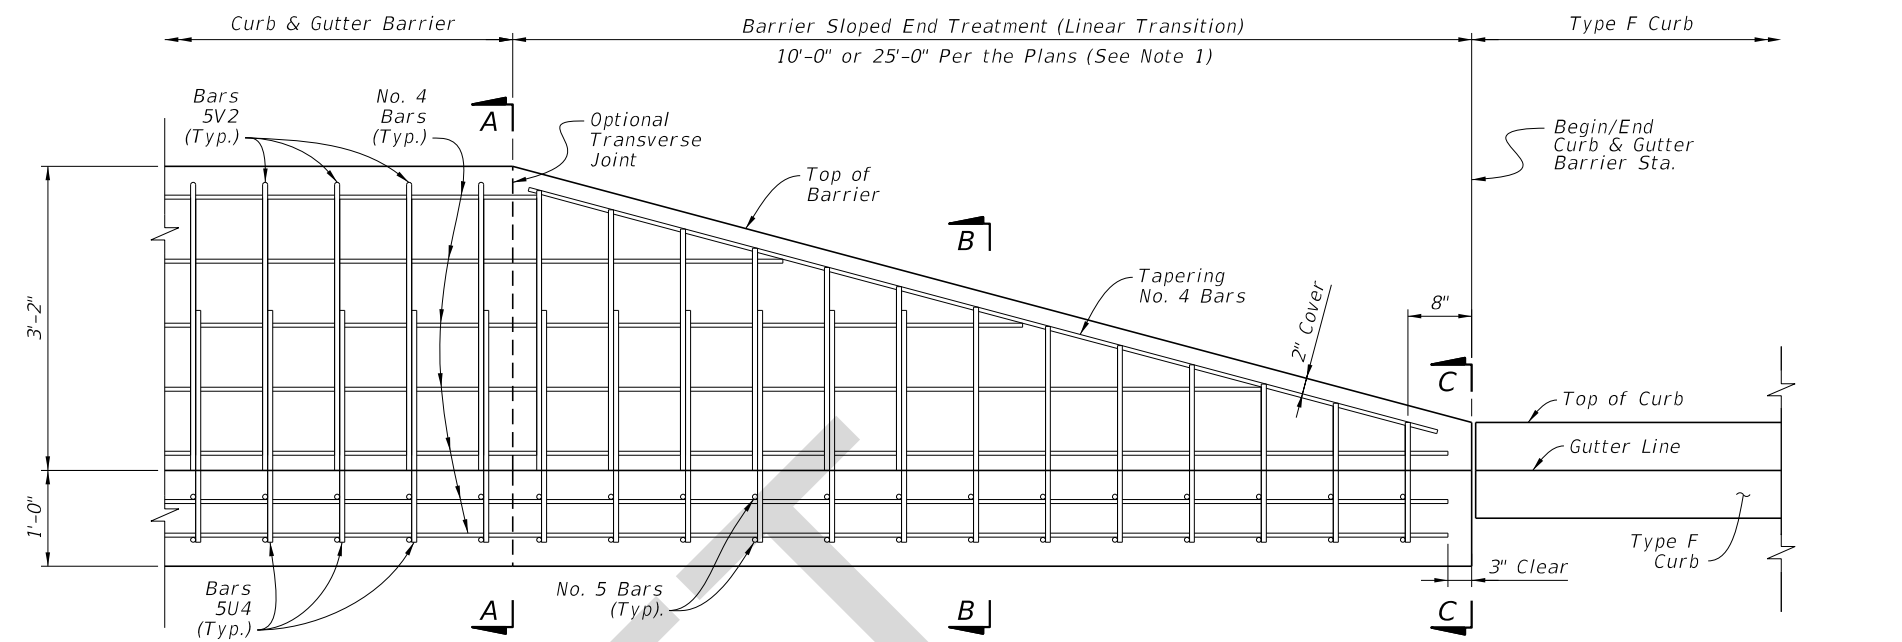 Curb & Gutter Barrier
Barrier Sloped End Treatment (Linear Transition)
10'-0" or 25'-0" Per the Plans (See Note 1)
Type F Curb
Bars
5V2
(Typ.)
No. 4
Bars
(Typ.)
A
Optional
Transverse
Joint
Top of
Barrier
B
Begin/End
Curb & Gutter
Barrier Sta.
Tapering
No. 4 Bars
2" Cover
8"
C
3'-2"
Top of Curb
Gutter Line
1'-0"
Type F
Curb
3" Clear
Bars
5U4
(Typ.)
No. 5 Bars
(Typ).
A
B
C